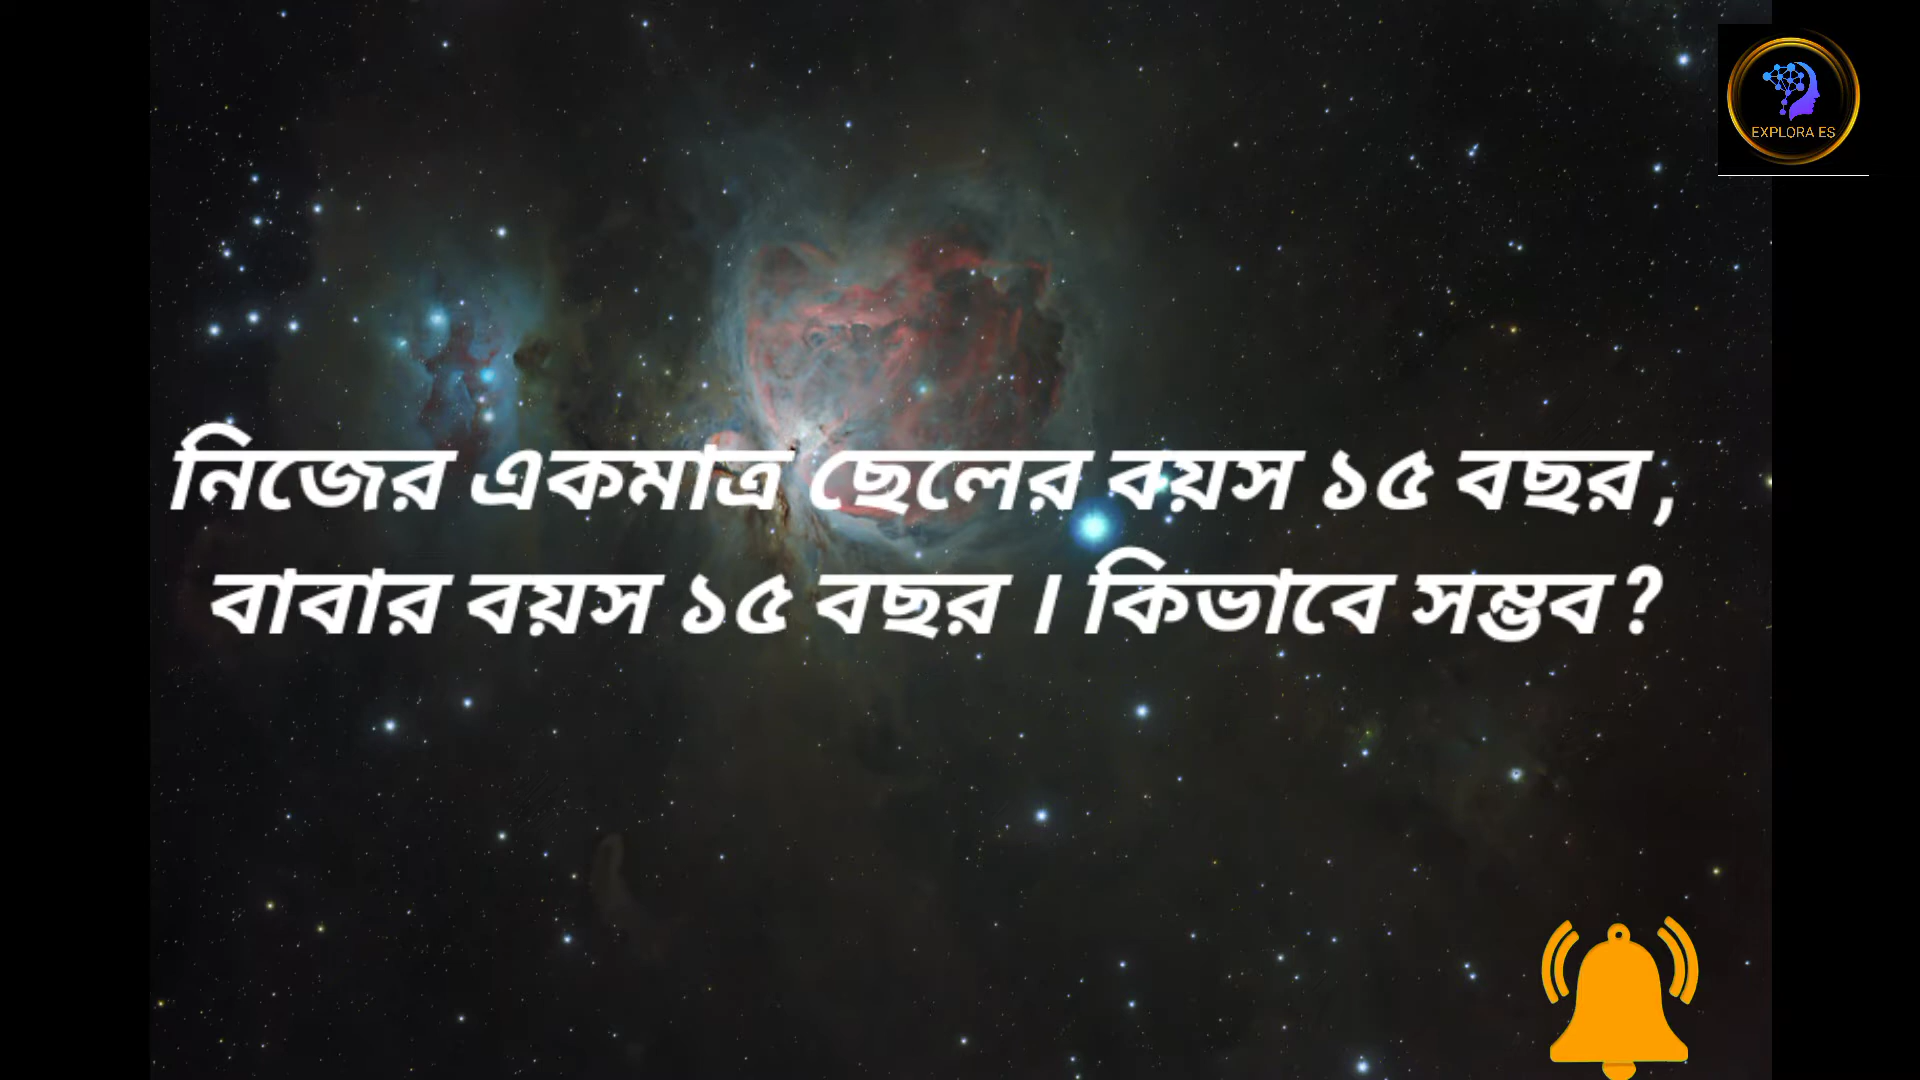 EXPLORA ES
নিজের একমাত্র ছেলের বয়স ১৫ বছর,
বাবার বয়স ১৫ বছর । কিভাবে সম্ভব?